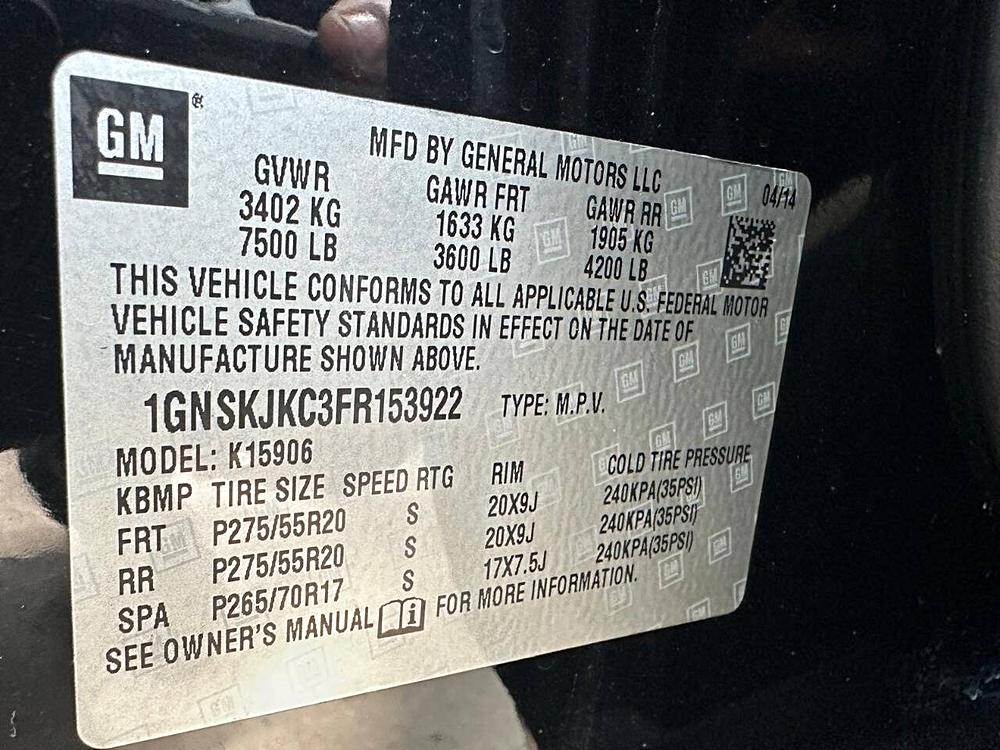 GM®
MFD BY GENERAL MOTORS LLC
04/14
GVWR GAWR FRT GAWR RR
3402 KG 1633 KG 1905 KG
7500 LB 3600 LB 4200 LB
THIS VEHICLE CONFORMS TO ALL APPLICABLE U.S. FEDERAL MOTOR
VEHICLE SAFETY STANDARDS IN EFFECT ON THE DATE OF
MANUFACTURE SHOWN ABOVE.
1GNSKJKC3FR153922 TYPE: M.P.V.
MODEL: K15906
KBMP TIRE SIZE SPEED RTG RIM COLD TIRE PRESSURE
FRT P275/55R20 S 20X9J 240KPA(35PSI)
RR P275/55R20 S 20X9J 240KPA(35PSI)
SPA P265/70R17 S 17X7.5J 240KPA(35PSI)
SEE OWNER'S MANUAL i FOR MORE INFORMATION.